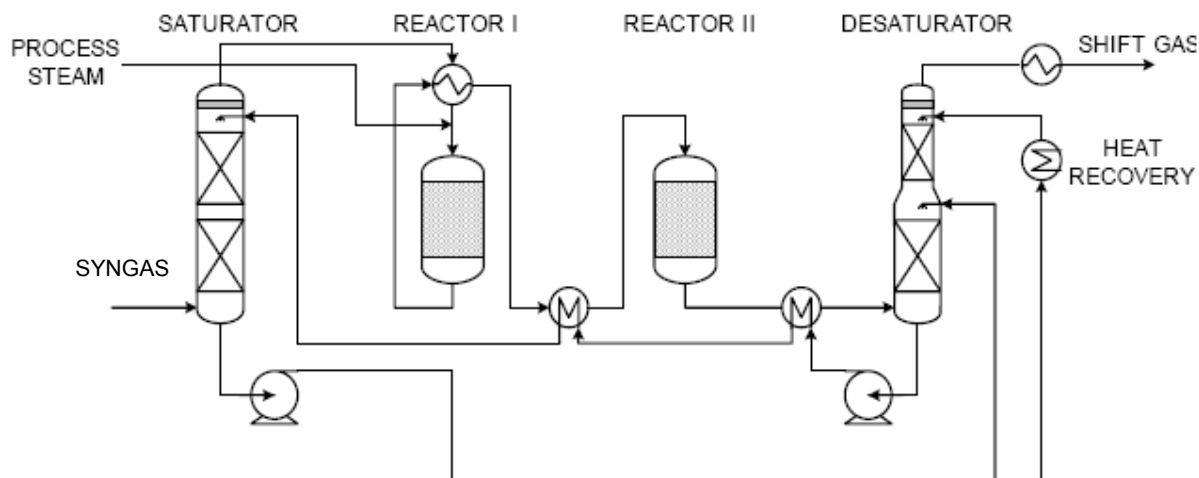 SATURATOR
REACTOR I
REACTOR II
DESATURATOR
PROCESS
STEAM
SHIFT GAS
HEAT
RECOVERY
SYNGAS